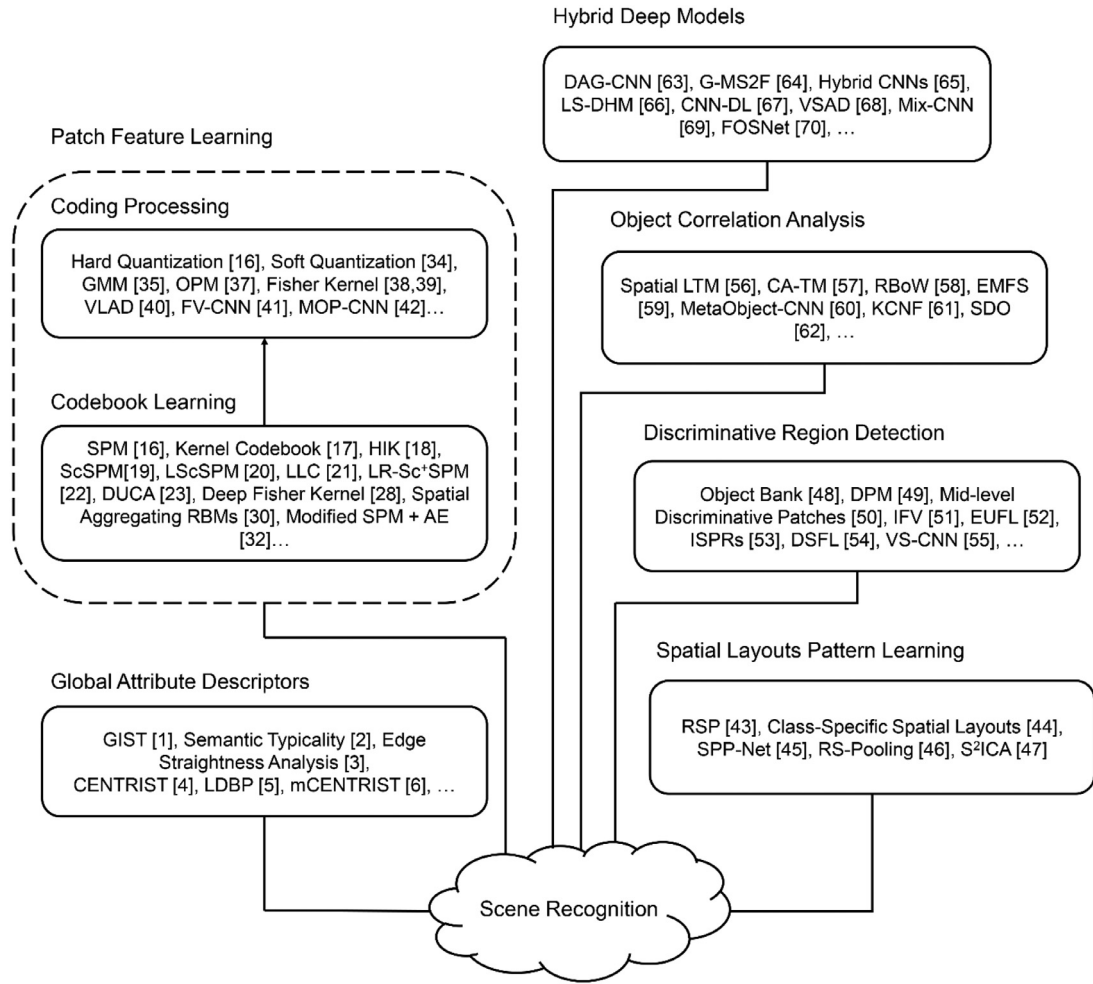 Hybrid Deep Models
DAG-CNN [63], G-MS2F [64], Hybrid CNNs [65],
LS-DHM [66], CNN-DL [67], VSAD [68], Mix-CNN
[69], FOSNet [70], …
Patch Feature Learning
Coding Processing
Hard Quantization [16], Soft Quantization [34],
GMM [35], OPM [37], Fisher Kernel [38,39],
VLAD [40], FV-CNN [41], MOP-CNN [42]…
Codebook Learning
SPM [16], Kernel Codebook [17], HIK [18],
ScSPM[19], LScSPM [20], LLC [21], LR-Sc⁺SPM
[22], DUCA [23], Deep Fisher Kernel [28], Spatial
Aggregating RBMs [30], Modified SPM + AE
[32]…
Global Attribute Descriptors
GIST [1], Semantic Typicality [2], Edge
Straightness Analysis [3],
CENTRIST [4], LDBP [5], mCENTRIST [6], …
Object Correlation Analysis
Spatial LTM [56], CA-TM [57], RBoW [58], EMFS
[59], MetaObject-CNN [60], KCNF [61], SDO
[62], …
Discriminative Region Detection
Object Bank [48], DPM [49], Mid-level
Discriminative Patches [50], IFV [51], EUFL [52],
ISPRs [53], DSFL [54], VS-CNN [55], …
Spatial Layouts Pattern Learning
RSP [43], Class-Specific Spatial Layouts [44],
SPP-Net [45], RS-Pooling [46], S²ICA [47]
Scene Recognition